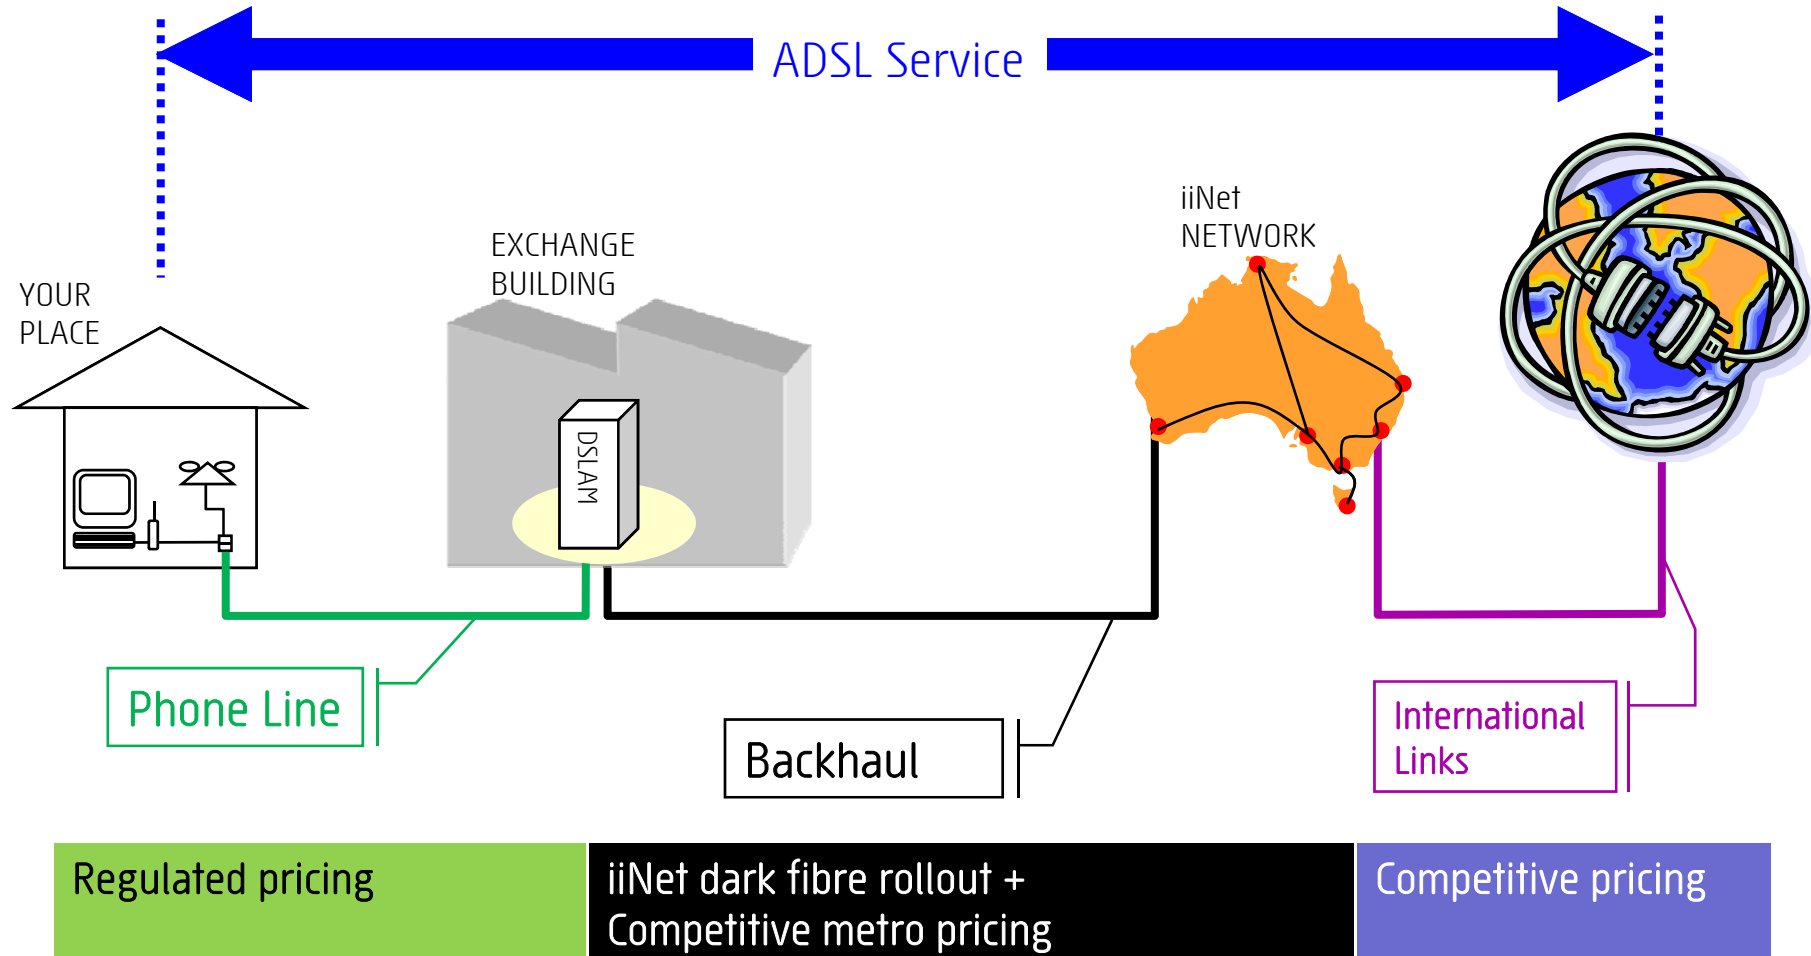 ADSL Service
iiNet
NETWORK
EXCHANGE
BUILDING
YOUR
PLACE
DSLAM
Phone Line
Backhaul
International
Links
Regulated pricing
iiNet dark fibre rollout +
Competitive metro pricing
Competitive pricing